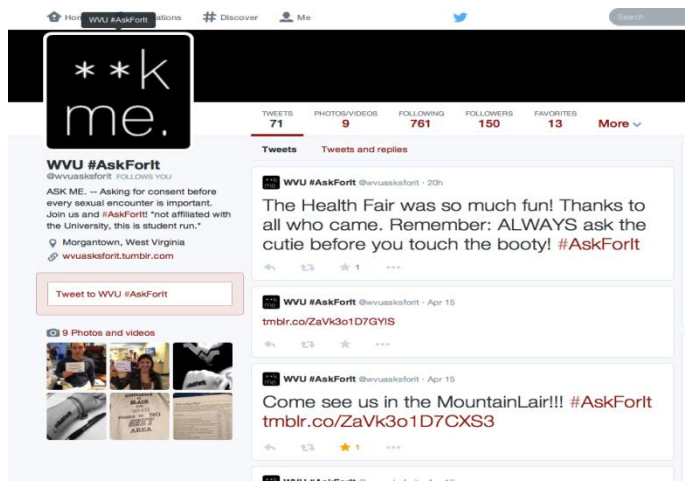 WVU #AskForIt
Discover
Me
Search
**k
me.
TWEETS PHOTOS/VIDEOS FOLLOWING FOLLOWERS FAVORITES
71 9 761 150 13 More
Tweets Tweets and replies
WVU #AskForIt
@wvuasksforit FOLLOWS YOU
ASK ME. -- Asking for consent before
every sexual encounter is important.
Join us and #AskForIt! *not affiliated with
the University, this is student run.*
Morgantown, West Virginia
wvuasksforit.tumblr.com
Tweet to WVU #AskForIt
9 Photos and videos
WVU #AskForIt @wvuasksforit · 20h
The Health Fair was so much fun! Thanks to
all who came. Remember: ALWAYS ask the
cutie before you touch the booty! #AskForIt
1
WVU #AskForIt @wvuasksforit · Apr 15
tmblr.co/ZaVk3o1D7GYlS
WVU #AskForIt @wvuasksforit · Apr 15
Come see us in the MountainLair!!! #AskForIt
tmblr.co/ZaVk3o1D7CXS3
1